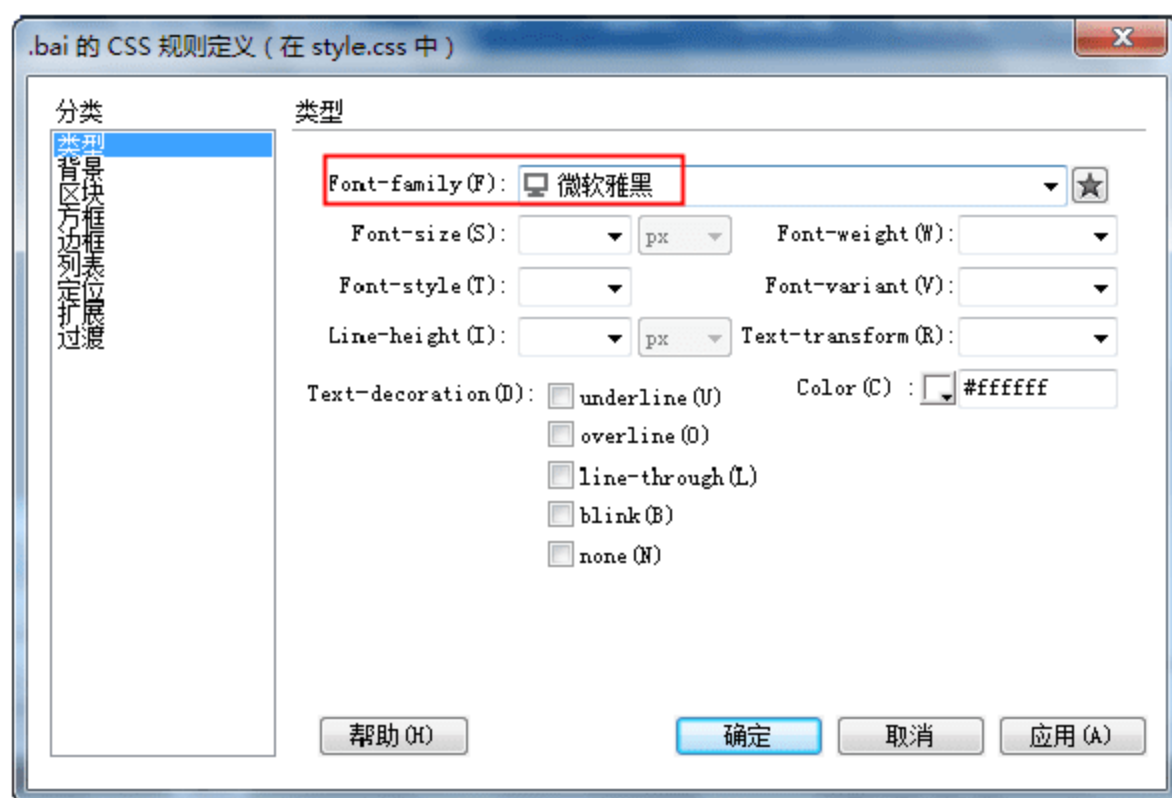 .bai 的 CSS 规则定义（在 style.css 中）
分类
类型
背景
区块
方框
边框
列表
定位
扩展
过渡
类型
Font-family(F): 微软雅黑
Font-size(S): px Font-weight(W):
Font-style(T): Font-variant(V):
Line-height(I): px Text-transform(R):
Text-decoration(D): underline(U) Color(C) : #ffffff
overline(O)
line-through(L)
blink(B)
none(N)
帮助(H) 确定 取消 应用(A)